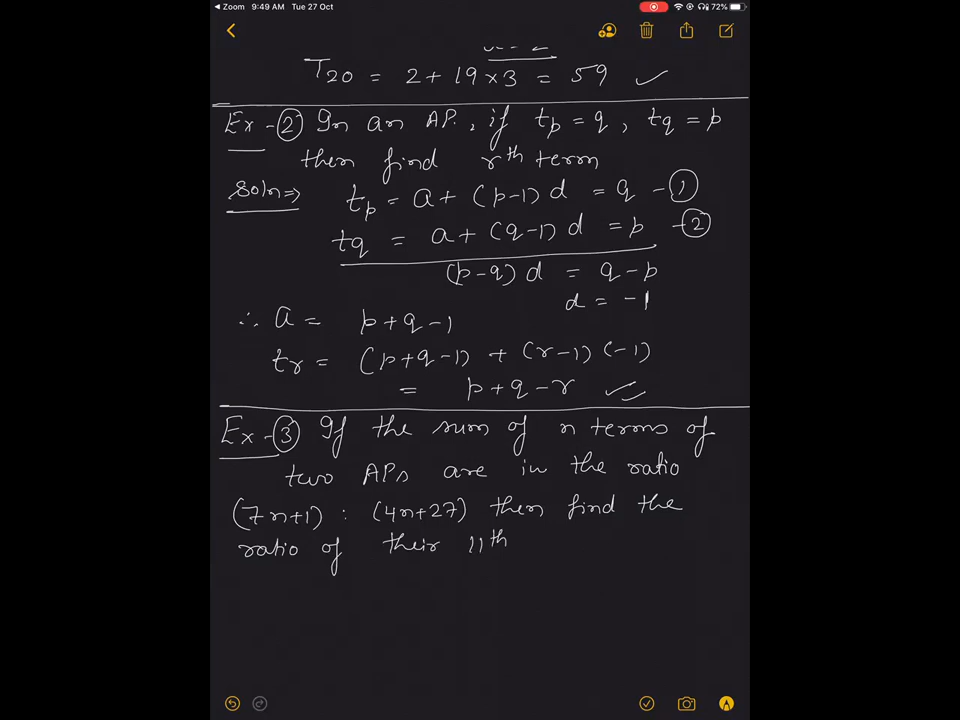 Zoom 9:49 AM Tue 27 Oct 72%
T20 = 2 + 19 × 3 = 59 ✓
Ex - ② In an AP., if tp = q, tq = p
then find rth term
Soln ⇒ tp = a + (p-1) d = q - ①
tq = a + (q-1) d = p - ②
(p-q) d = q - p
d = -1
∴ a = p + q - 1
tr = (p+q-1) + (r-1) (-1)
= p + q - r
Ex - ③ If the sum of n terms of
two APs are in the ratio
(7n+1) : (4n+27) then find the
ratio of their 11th